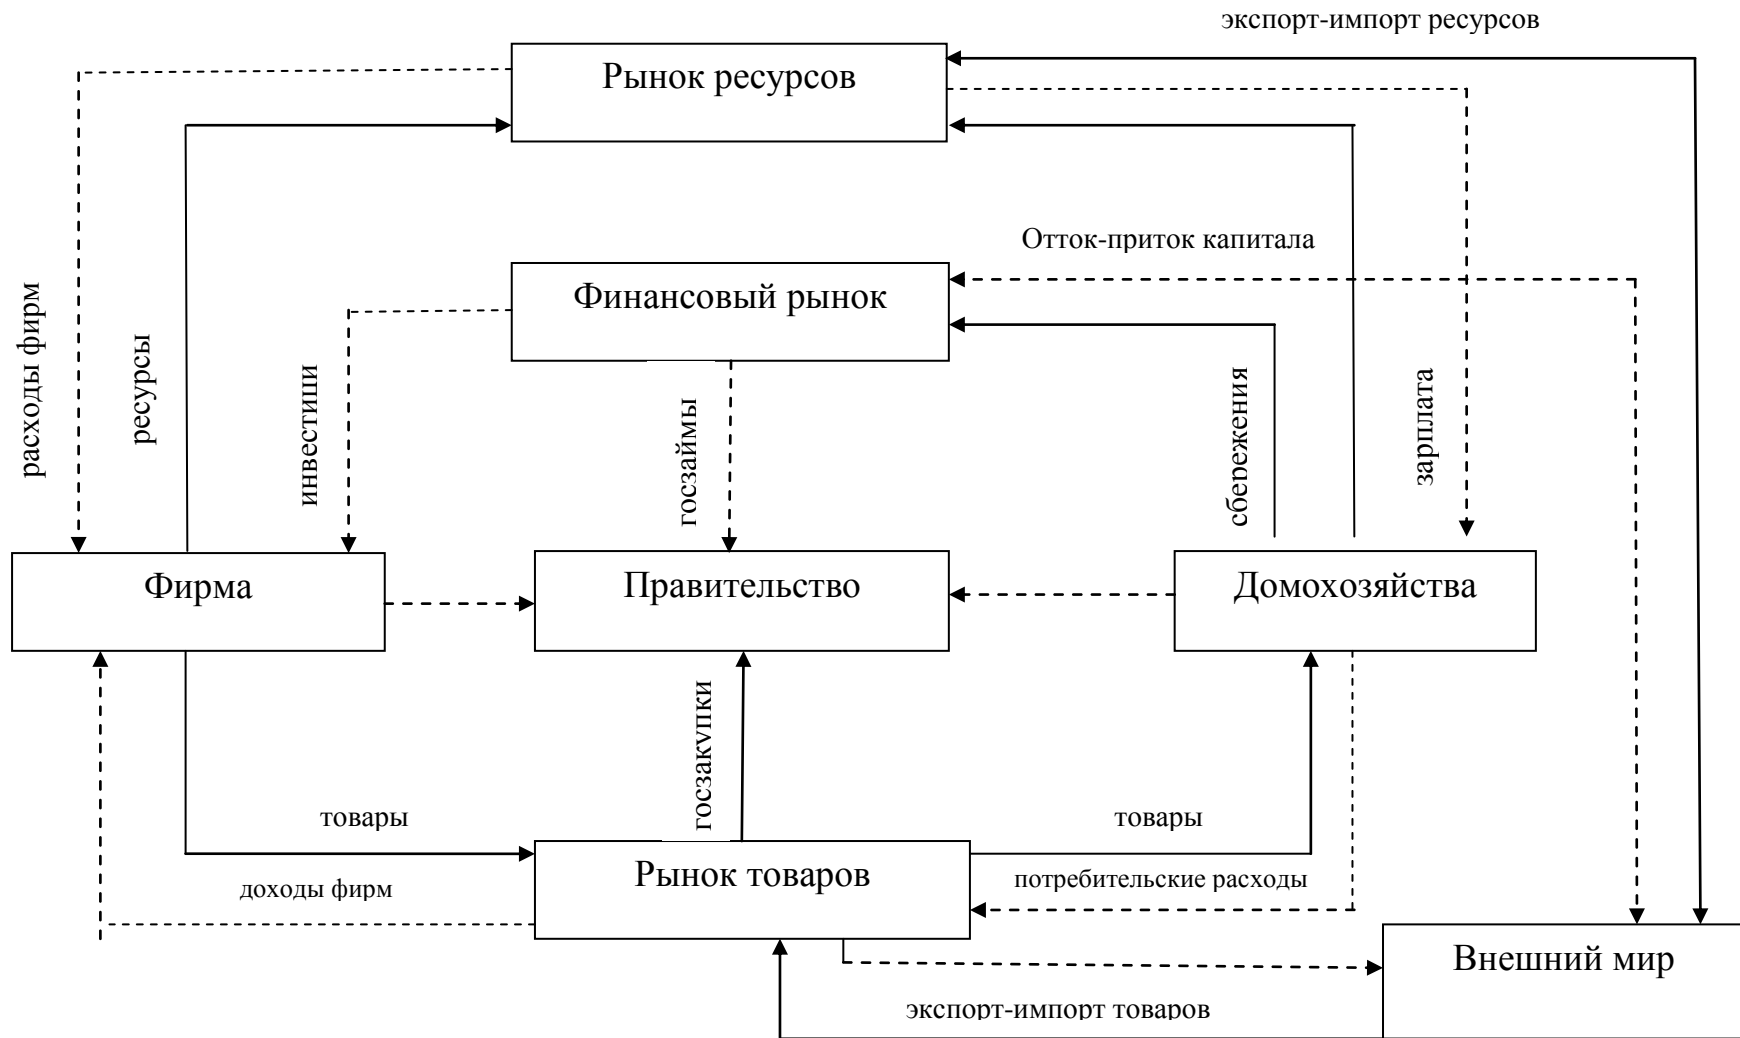 экспорт-импорт ресурсов
Рынок ресурсов
Отток-приток капитала
Финансовый рынок
расходы фирм
ресурсы
инвестиции
госзаймы
сбережения
зарплата
Фирма
Правительство
Домохозяйства
госзакупки
товары
товары
Рынок товаров
потребительские расходы
доходы фирм
Внешний мир
экспорт-импорт товаров